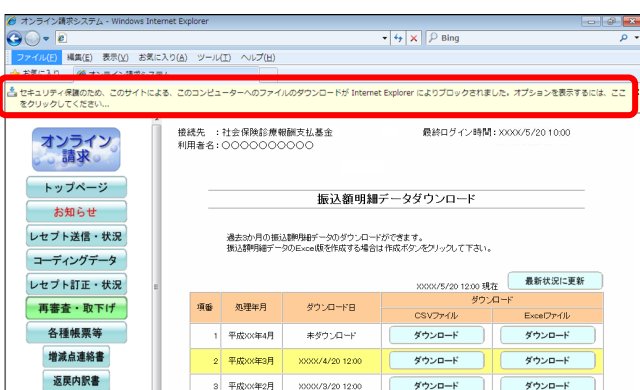 オンライン請求システム - Windows Internet Explorer
Bing
ファイル(F) 編集(E) 表示(V) お気に入り(A) ツール(T) ヘルプ(H)
セキュリティ保護のため、このサイトによる、このコンピューターへのファイルのダウンロードが Internet Explorer によりブロックされました。オプションを表示するには、ここ
をクリックしてください...
オンライン
請求
トップページ
お知らせ
レセプト送信・状況
コーディングデータ
レセプト訂正・状況
再審査・取下げ
各種帳票等
増減点連絡書
返戻内訳書
接続先 :社会保険診療報酬支払基金
最終ログイン時間:XXXX/5/20 10:00
利用者名:○○○○○○○○○○
振込額明細データダウンロード
過去3か月の振込額明細データのダウンロードができます。
振込額明細データのExcel版を作成する場合は作成ボタンをクリックして下さい。
XXXX/5/20 12:00 現在 最新状況に更新
項番 処理年月 ダウンロード日 ダウンロード
CSVファイル Excelファイル
1 平成XX年4月 未ダウンロード ダウンロード ダウンロード
2 平成XX年3月 XXXX/4/20 12:00 ダウンロード ダウンロード
3 平成XX年2月 XXXX/3/20 12:00 ダウンロード ダウンロード